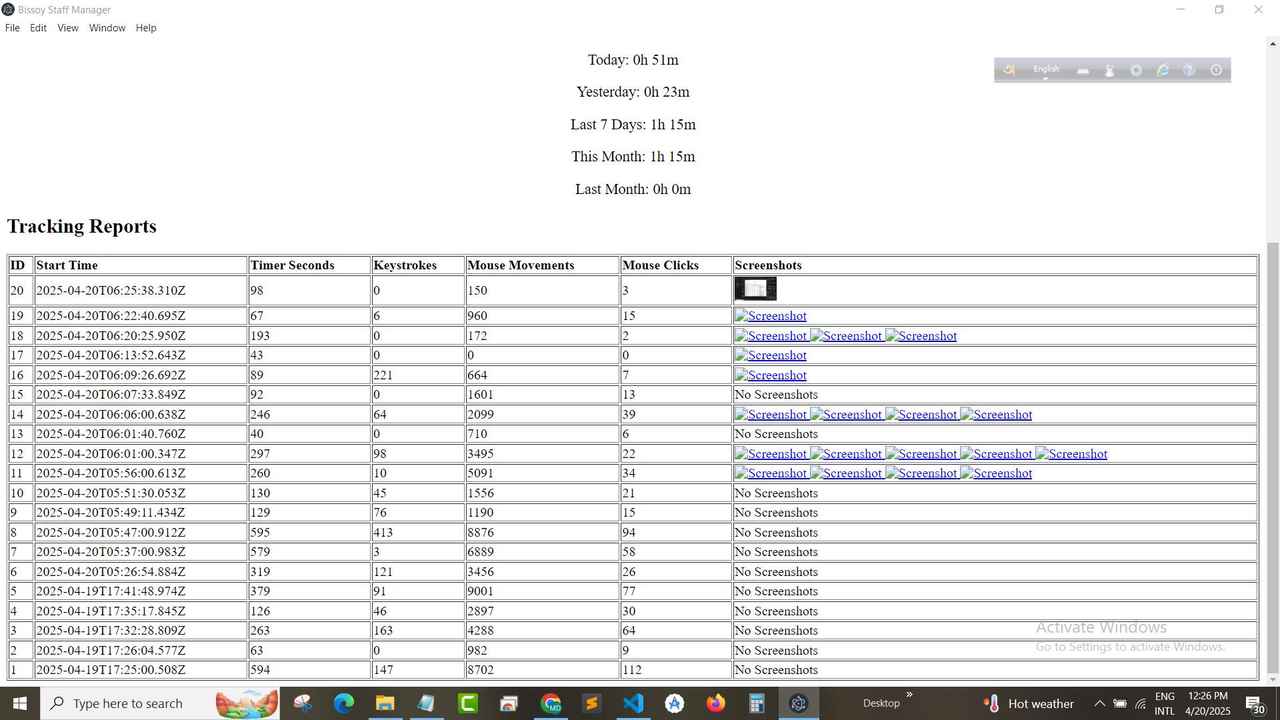 Bissoy Staff Manager
File Edit View Window Help
Today: 0h 51m
English
Yesterday: 0h 23m
Last 7 Days: 1h 15m
This Month: 1h 15m
Last Month: 0h 0m
Tracking Reports
ID Start Time Timer Seconds Keystrokes Mouse Movements Mouse Clicks Screenshots
20 2025-04-20T06:25:38.310Z 98 0 150 3
19 2025-04-20T06:22:40.695Z 67 6 960 15 Screenshot
18 2025-04-20T06:20:25.950Z 193 0 172 2 Screenshot Screenshot Screenshot
17 2025-04-20T06:13:52.643Z 43 0 0 0 Screenshot
16 2025-04-20T06:09:26.692Z 89 221 664 7 Screenshot
15 2025-04-20T06:07:33.849Z 92 0 1601 13 No Screenshots
14 2025-04-20T06:06:00.638Z 246 64 2099 39 Screenshot Screenshot Screenshot Screenshot
13 2025-04-20T06:01:40.760Z 40 0 710 6 No Screenshots
12 2025-04-20T06:01:00.347Z 297 98 3495 22 Screenshot Screenshot Screenshot Screenshot Screenshot
11 2025-04-20T05:56:00.613Z 260 10 5091 34 Screenshot Screenshot Screenshot Screenshot
10 2025-04-20T05:51:30.053Z 130 45 1556 21 No Screenshots
9 2025-04-20T05:49:11.434Z 129 76 1190 15 No Screenshots
8 2025-04-20T05:47:00.912Z 595 413 8876 94 No Screenshots
7 2025-04-20T05:37:00.983Z 579 3 6889 58 No Screenshots
6 2025-04-20T05:26:54.884Z 319 121 3456 26 No Screenshots
5 2025-04-19T17:41:48.974Z 379 91 9001 77 No Screenshots
4 2025-04-19T17:35:17.845Z 126 46 2897 30 No Screenshots
3 2025-04-19T17:32:28.809Z 263 163 4288 64 No Screenshots
2 2025-04-19T17:26:04.577Z 63 0 982 9 No Screenshots
1 2025-04-19T17:25:00.508Z 594 147 8702 112 No Screenshots
Activate Windows
Go to Settings to activate Windows.
Type here to search
Desktop
Hot weather
ENG
INTL
12:26 PM
4/20/2025
30